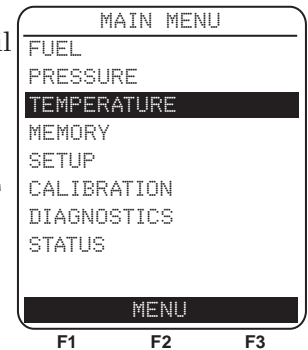 MAIN MENU
FUEL
PRESSURE
TEMPERATURE
MEMORY
SETUP
CALIBRATION
DIAGNOSTICS
STATUS
MENU
F1 F2 F3